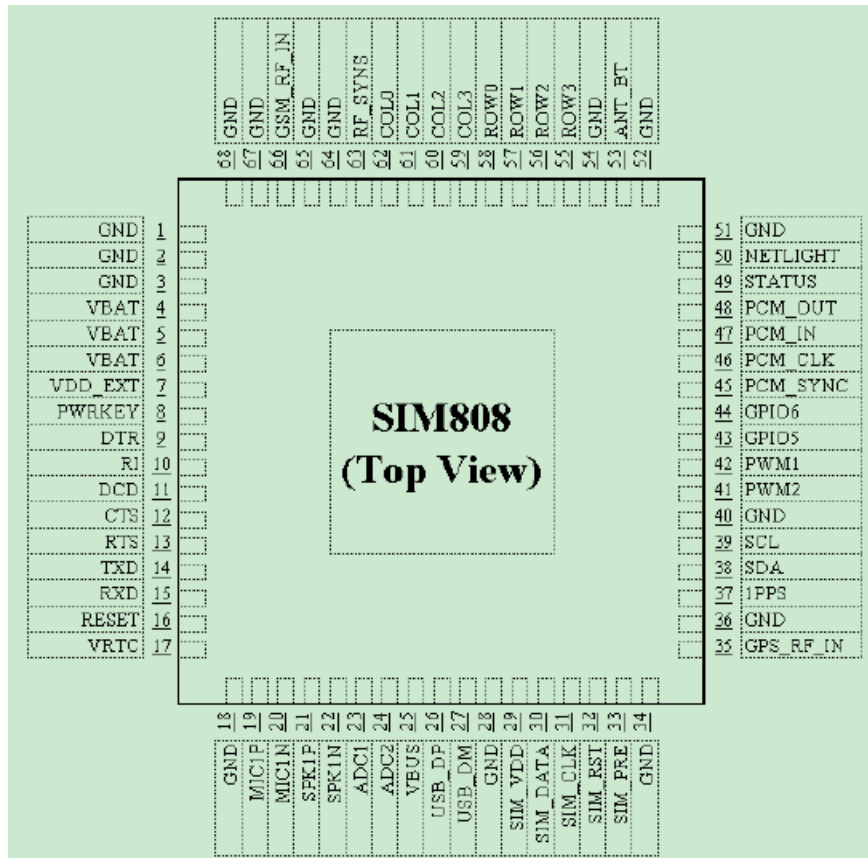 68 GND
67 GND
66 GSM_RF_IN
65 GND
64 GND
63 RF_SYNS
62 COL0
61 COL1
60 COL2
59 COL3
58 ROW0
57 ROW1
56 ROW2
55 ROW3
54 GND
53 ANT_BT
52 GND
GND 1
GND 2
GND 3
VBAT 4
VBAT 5
VBAT 6
VDD_EXT 7
PWRKEY 8
DTR 9
RI 10
DCD 11
CTS 12
RTS 13
TXD 14
RXD 15
RESET 16
VRTC 17
SIM808
(Top View)
51 GND
50 NETLIGHT
49 STATUS
48 PCM_OUT
47 PCM_IN
46 PCM_CLK
45 PCM_SYNC
44 GPIO6
43 GPIO5
42 PWM1
41 PWM2
40 GND
39 SCL
38 SDA
37 1PPS
36 GND
35 GPS_RF_IN
18 GND
19 MIC1P
20 MIC1N
21 SPK1P
22 SPK1N
23 ADC1
24 ADC2
25 VBUS
26 USB_DP
27 USB_DM
28 GND
29 SIM_VDD
30 SIM_DATA
31 SIM_CLK
32 SIM_RST
33 SIM_PRE
34 GND